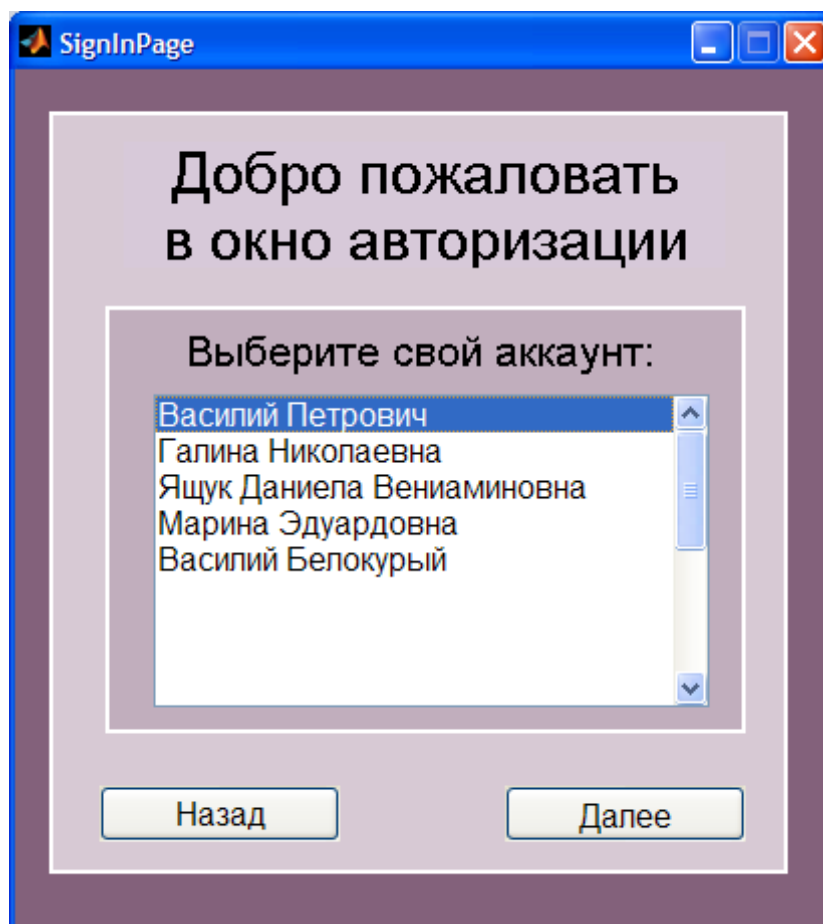 SignInPage
Добро пожаловать
в окно авторизации
Выберите свой аккаунт:
Василий Петрович
Галина Николаевна
Ящук Даниела Вениаминовна
Марина Эдуардовна
Василий Белокурый
Назад
Далее